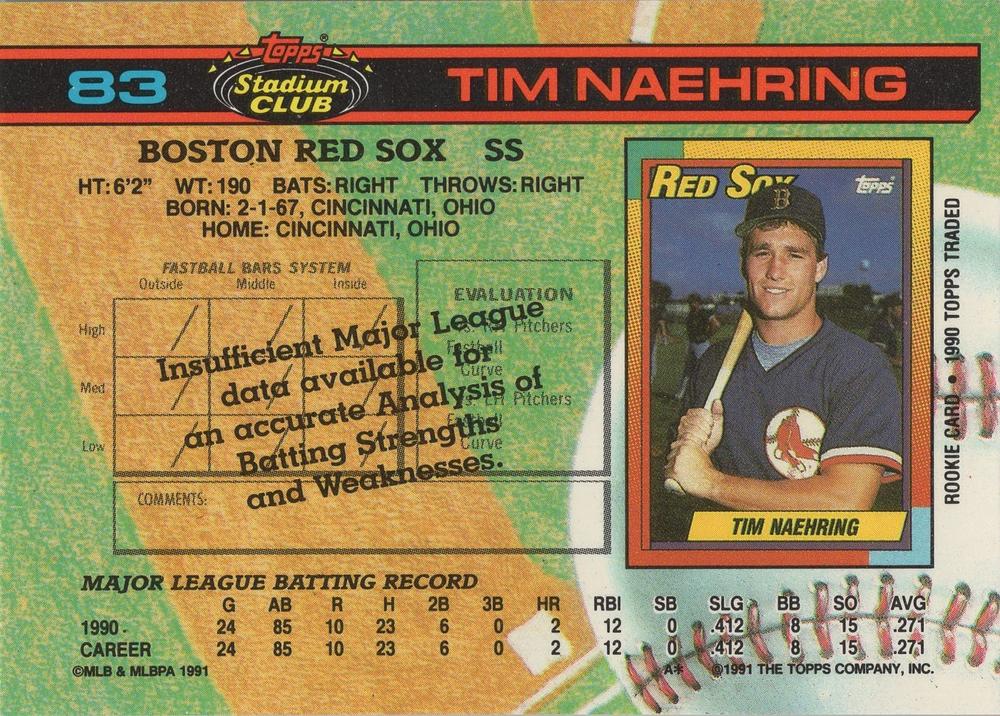 83
Topps®
Stadium
CLUB
TIM NAEHRING
BOSTON RED SOX SS
HT: 6'2" WT: 190 BATS: RIGHT THROWS: RIGHT
BORN: 2-1-67, CINCINNATI, OHIO
HOME: CINCINNATI, OHIO
FASTBALL BARS SYSTEM
Outside Middle Inside
High
Med
Low
EVALUATION
Pitchers
Fastball
Curve
Pitchers
Curve
Insufficient Major League
data available for
an accurate Analysis of
Batting Strengths
and Weaknesses.
COMMENTS:
RED SOX
Topps
B
TIM NAEHRING
ROOKIE CARD • 1990 TOPPS TRADED
MAJOR LEAGUE BATTING RECORD
G AB R H 2B 3B HR RBI SB SLG BB SO AVG
1990 - 24 85 10 23 6 0 2 12 0 .412 8 15 .271
CAREER 24 85 10 23 6 0 2 12 0 .412 8 15 .271
©MLB & MLBPA 1991
A* ©1991 THE TOPPS COMPANY, INC.